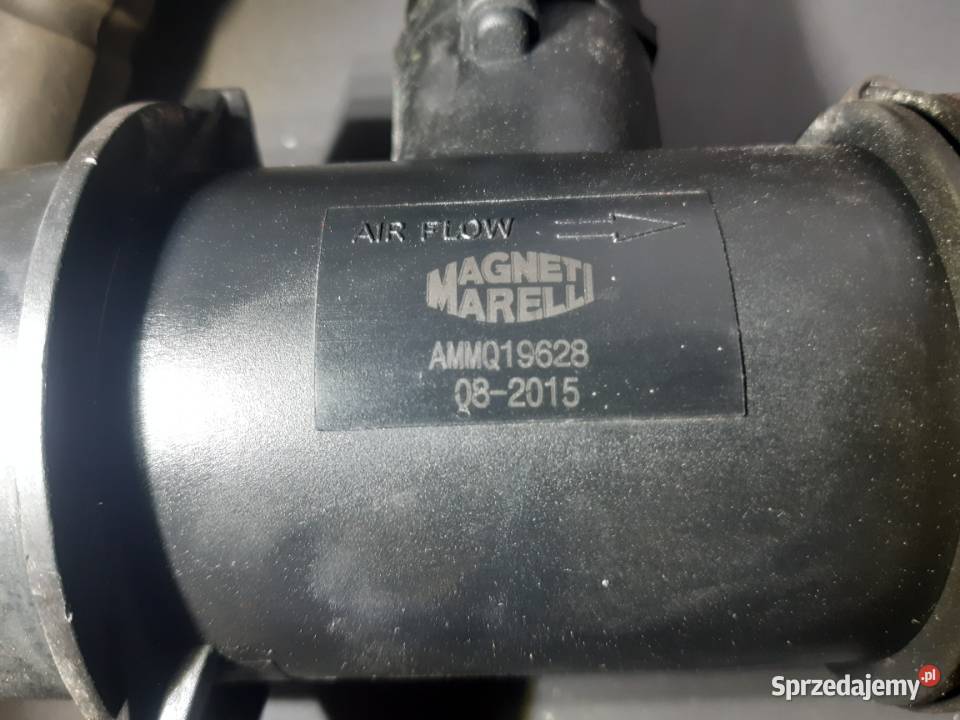 AIR FLOW
MAGNETI
MARELLI
AMMQ19628
08-2015
Sprzedajemy.pl